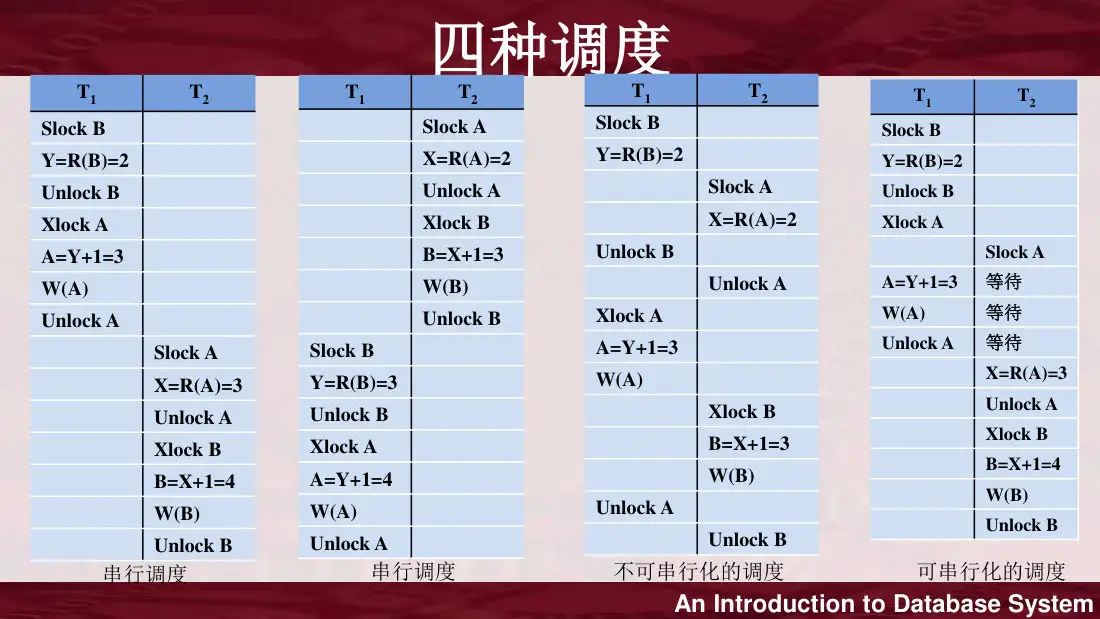 四种调度
T1 T2
Slock B
Y=R(B)=2
Unlock B
Xlock A
A=Y+1=3
W(A)
Unlock A
Slock A
X=R(A)=3
Unlock A
Xlock B
B=X+1=4
W(B)
Unlock B
串行调度
T1 T2
Slock A
X=R(A)=2
Unlock A
Xlock B
B=X+1=3
W(B)
Unlock B
Slock B
Y=R(B)=3
Unlock B
Xlock A
A=Y+1=4
W(A)
Unlock A
串行调度
T1 T2
Slock B
Y=R(B)=2
Slock A
X=R(A)=2
Unlock B
Unlock A
Xlock A
A=Y+1=3
W(A)
Xlock B
B=X+1=3
W(B)
Unlock A
Unlock B
不可串行化的调度
T1 T2
Slock B
Y=R(B)=2
Unlock B
Xlock A
Slock A
A=Y+1=3 等待
W(A) 等待
Unlock A 等待
X=R(A)=3
Unlock A
Xlock B
B=X+1=4
W(B)
Unlock B
可串行化的调度
An Introduction to Database System